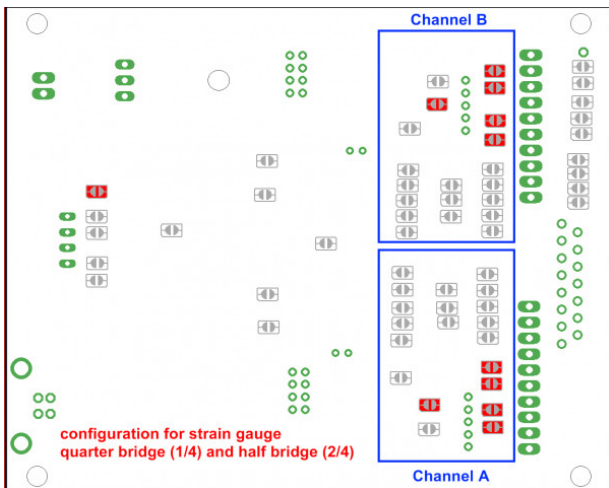 Channel B
configuration for strain gauge
quarter bridge (1/4) and half bridge (2/4)
Channel A